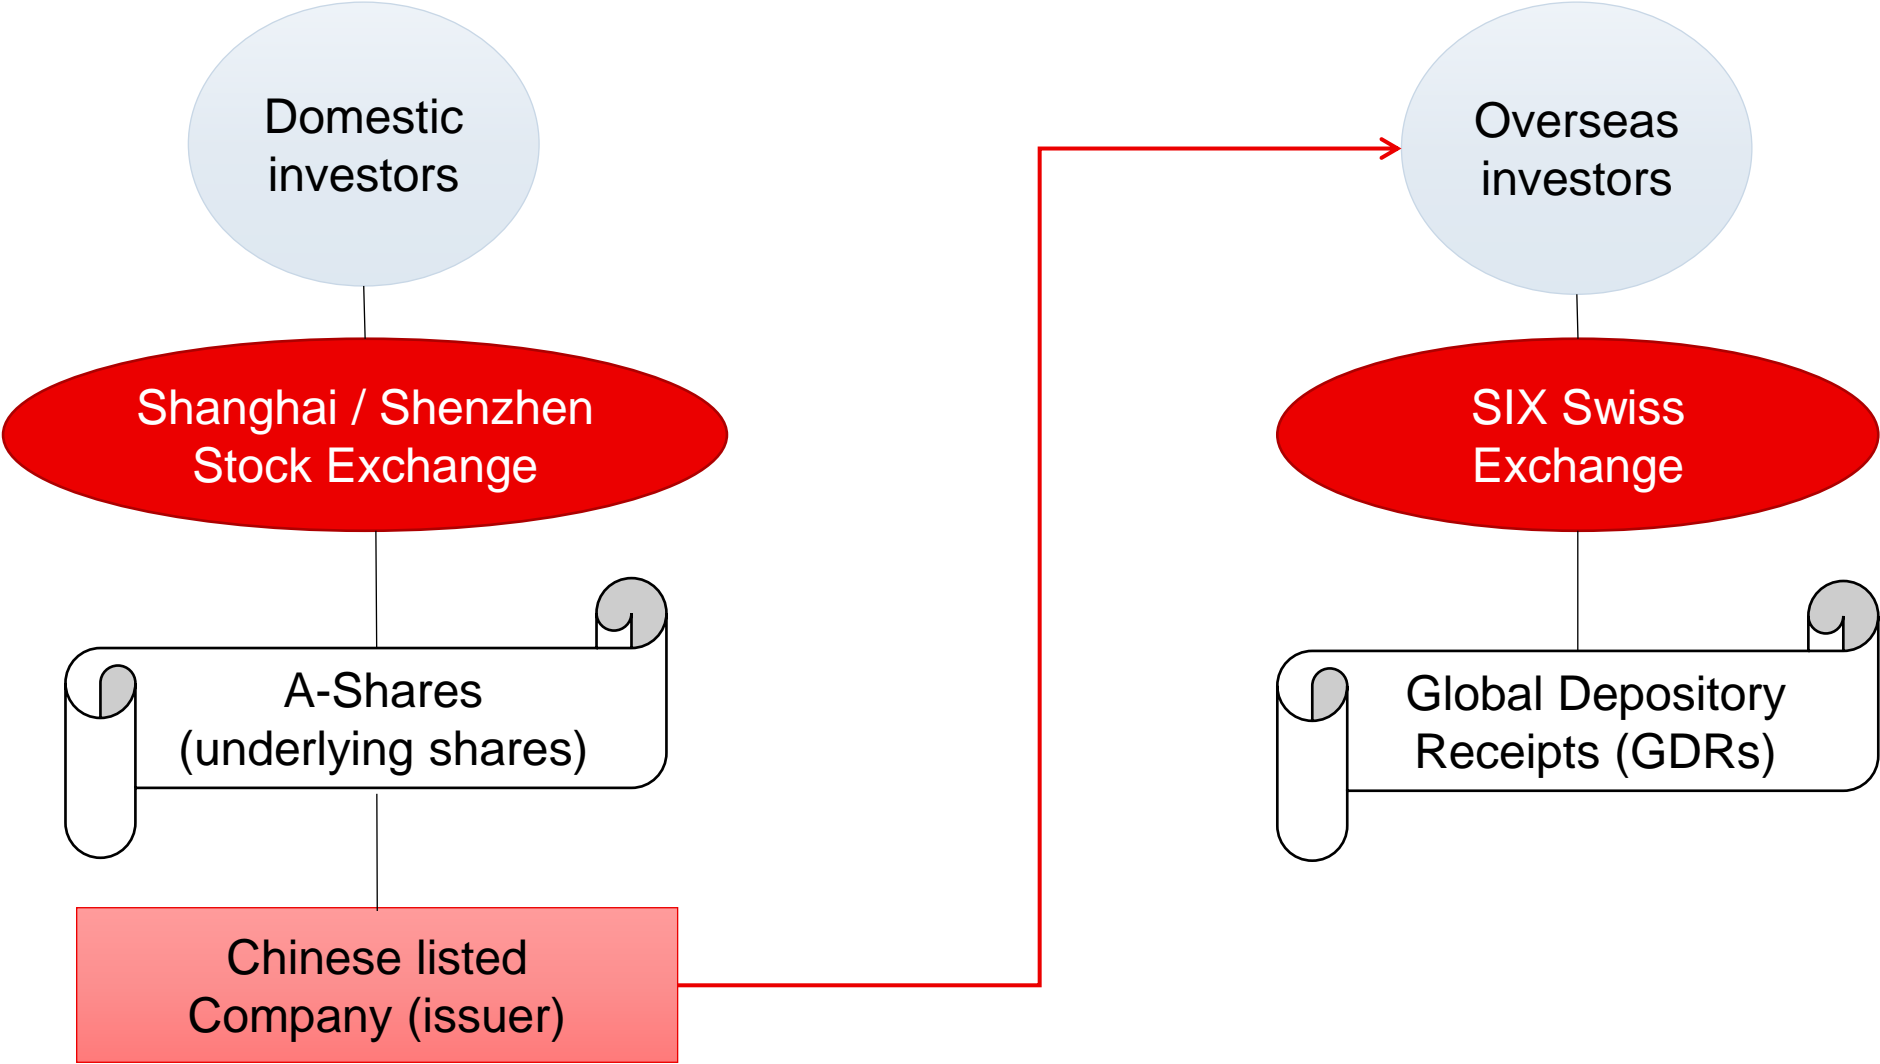 Domestic
investors
Overseas
investors
Shanghai / Shenzhen
Stock Exchange
SIX Swiss
Exchange
A-Shares
(underlying shares)
Global Depository
Receipts (GDRs)
Chinese listed
Company (issuer)